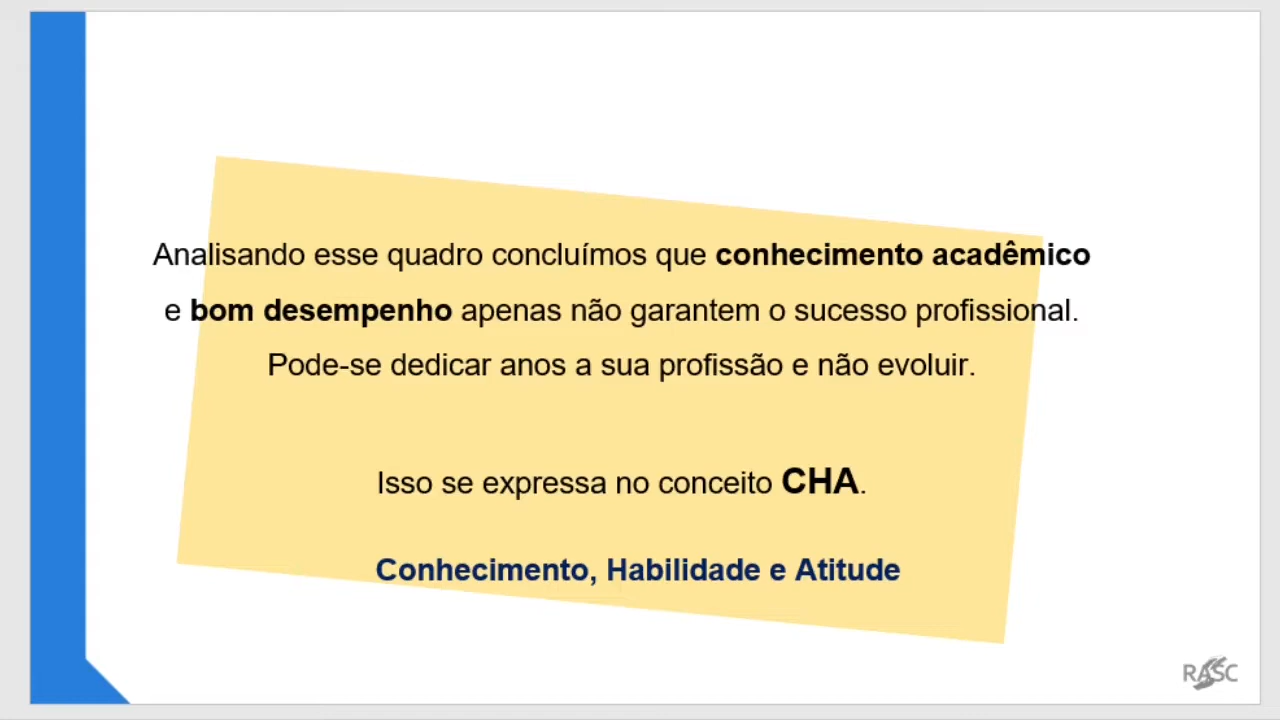 Analisando esse quadro concluímos que conhecimento acadêmico
e bom desempenho apenas não garantem o sucesso profissional.
Pode-se dedicar anos a sua profissão e não evoluir.
Isso se expressa no conceito CHA.
Conhecimento, Habilidade e Atitude
RASC